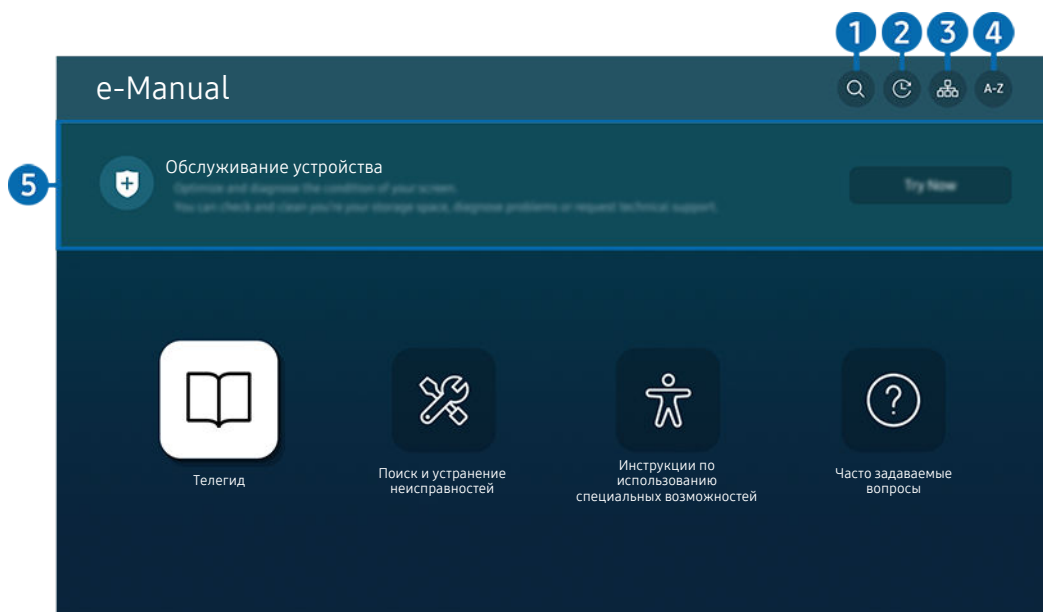 1 2 3 4
e-Manual
A-Z
5
Обслуживание устройства
Optimize and diagnose the condition of your screen.
You can check and clean you're your storage space, diagnose problems or request technical support.
Try Now
Телегид
Поиск и устранение
неисправностей
Инструкции по
использованию
специальных возможностей
Часто задаваемые
вопросы